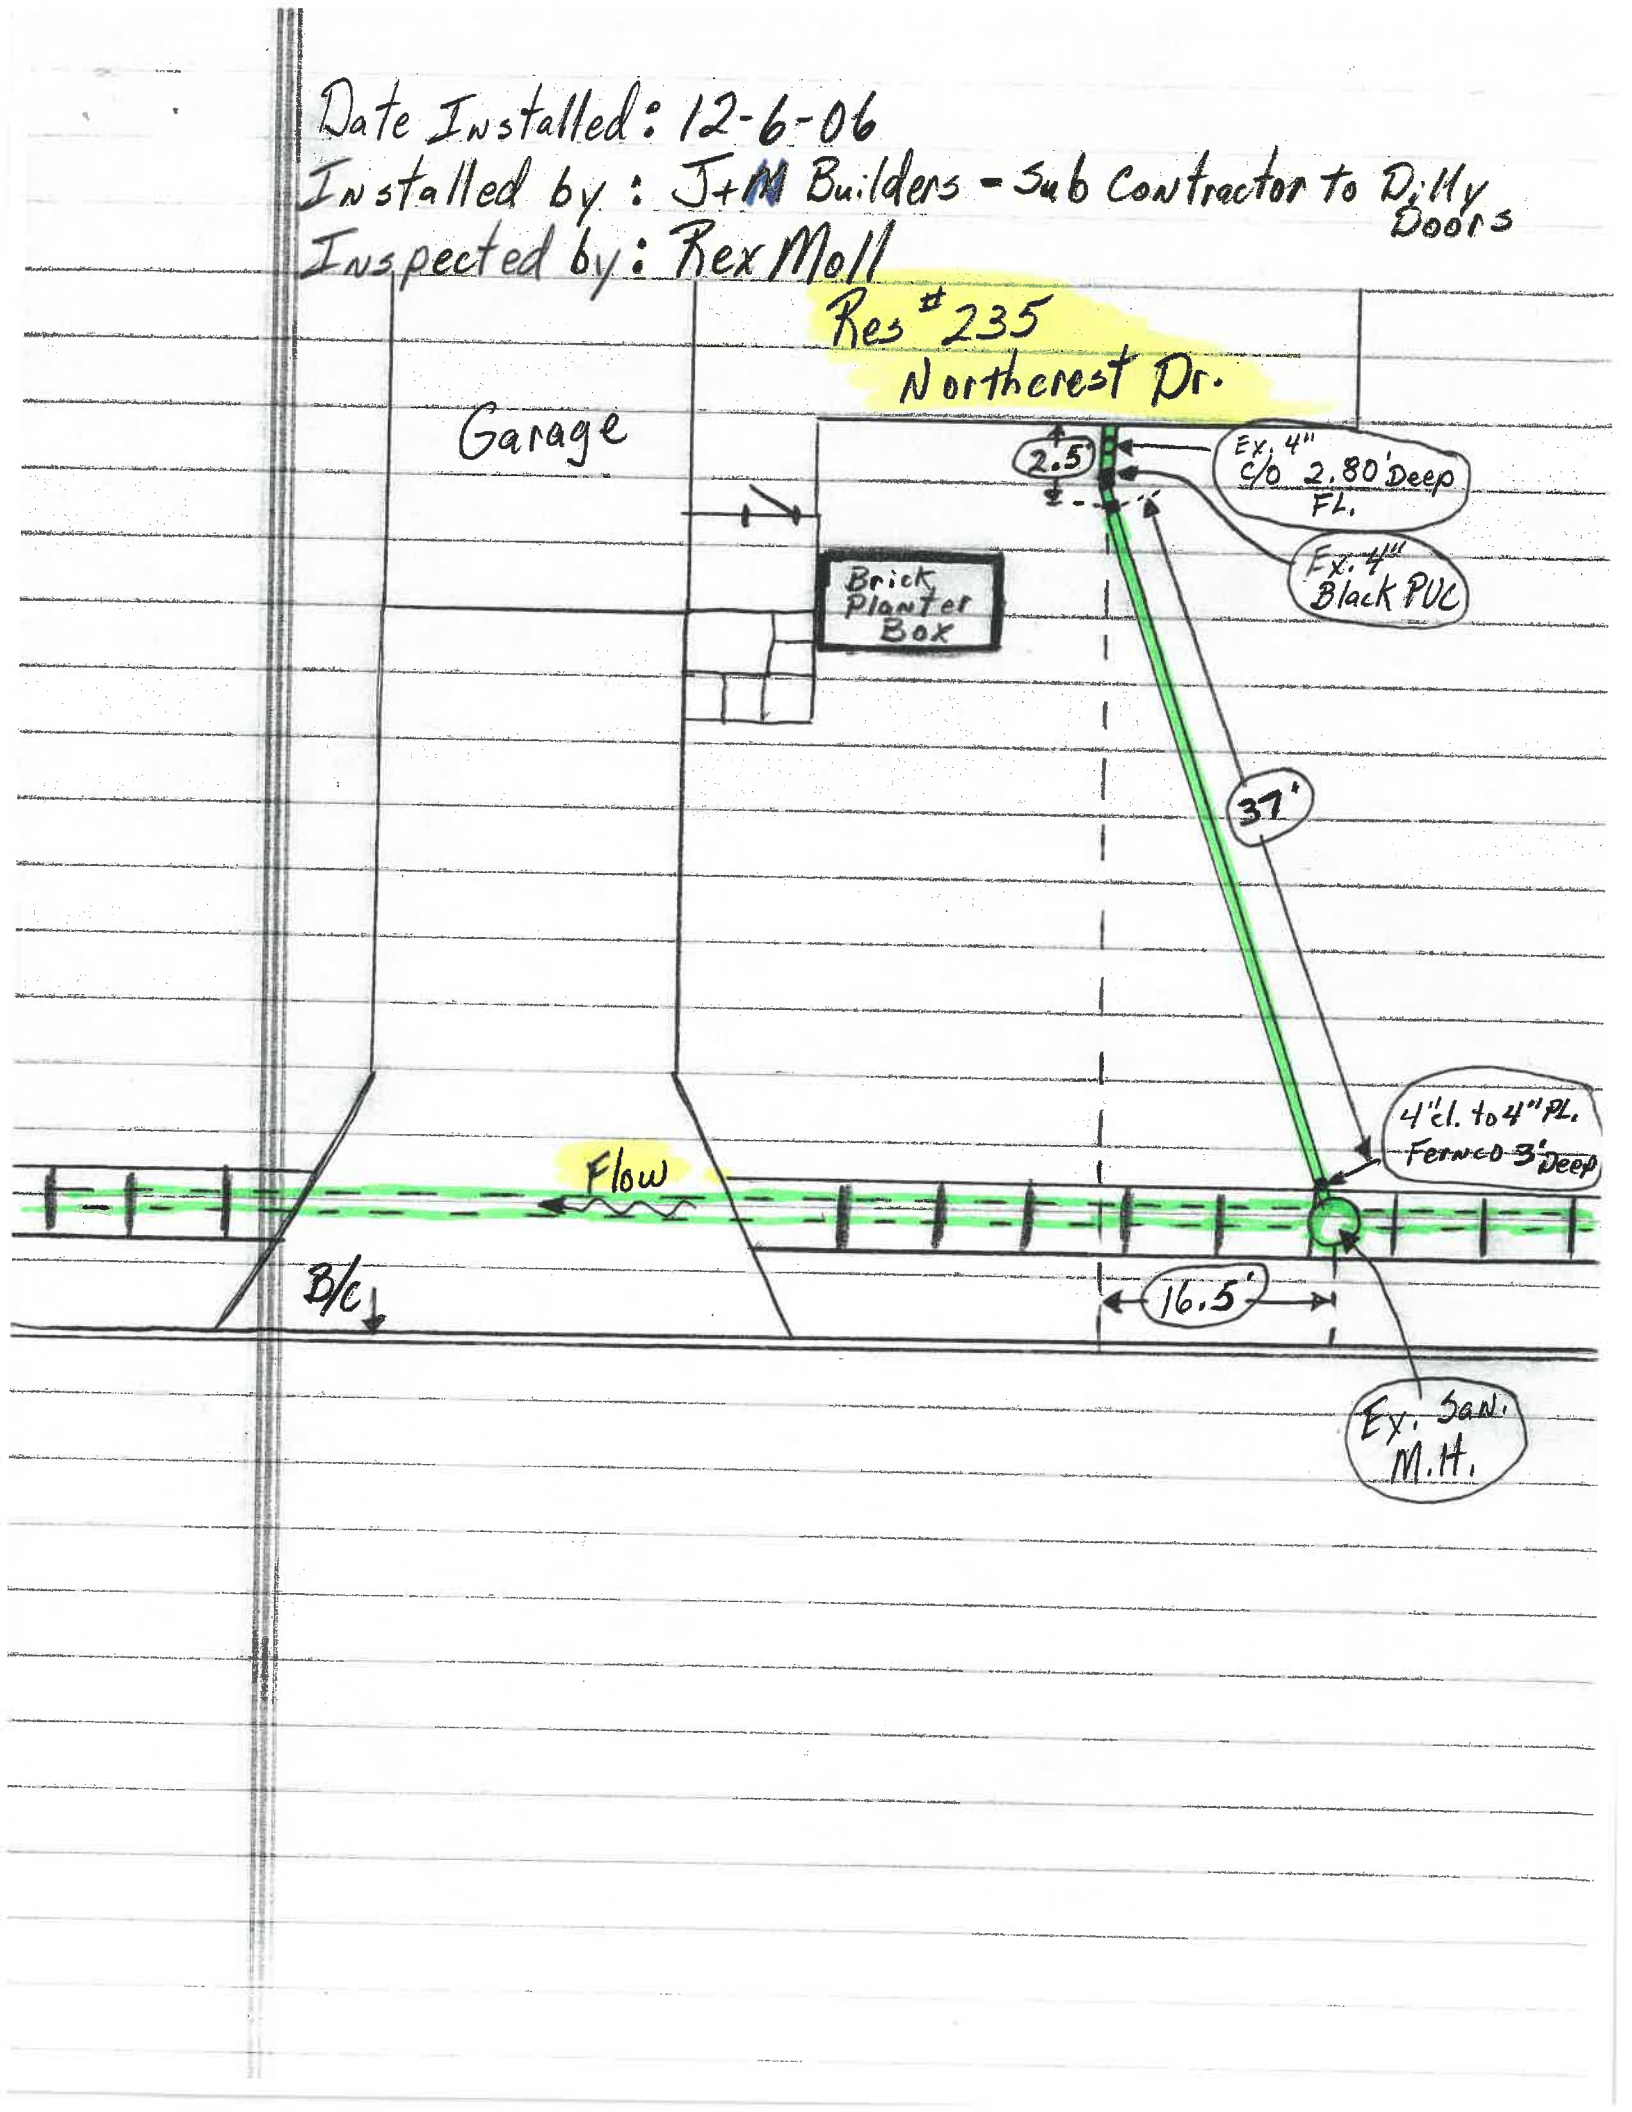 Date Installed: 12-6-06
Installed by: J+M Builders - Sub Contractor to Dilly
Doors
Inspected by: Rex Moll
Res # 235
Northcrest Dr.
Garage
2.5'
Ex. 4"
c/o 2.80' Deep
FL.
Ex. 4"
Black PVC
Brick
Planter
Box
37'
4" cl. to 4" PL.
Fernco 3' Deep
Flow
B/c
16.5'
Ex. San.
M.H.